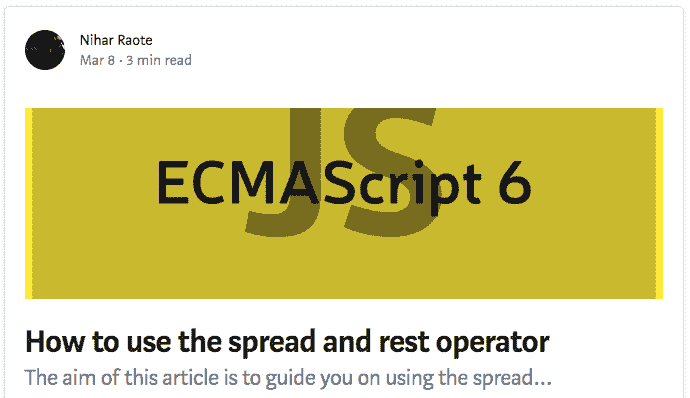 Nihar Raote
Mar 8 · 3 min read
JS
ECMAScript 6
How to use the spread and rest operator
The aim of this article is to guide you on using the spread...